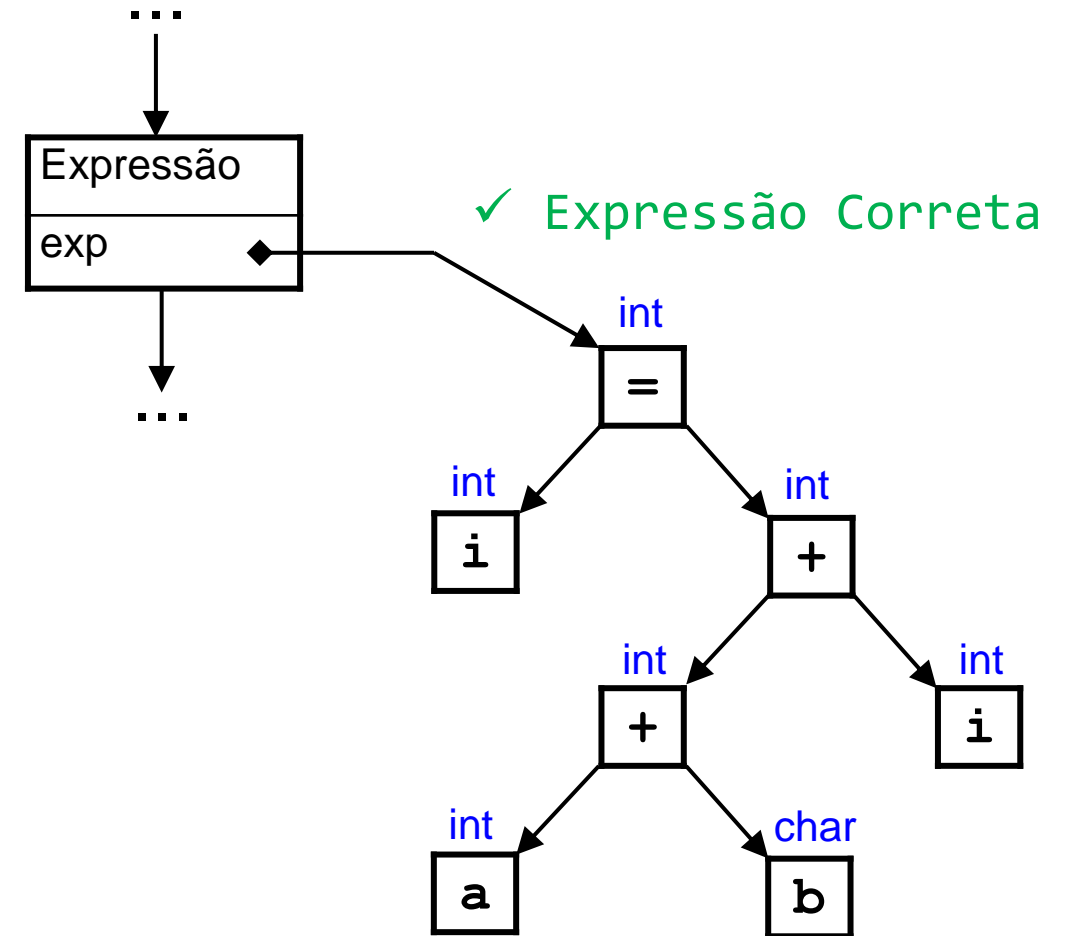 ...
Expressão
✓ Expressão Correta
exp
int
=
int
int
i
+
int
int
+
i
int
char
a
b
...